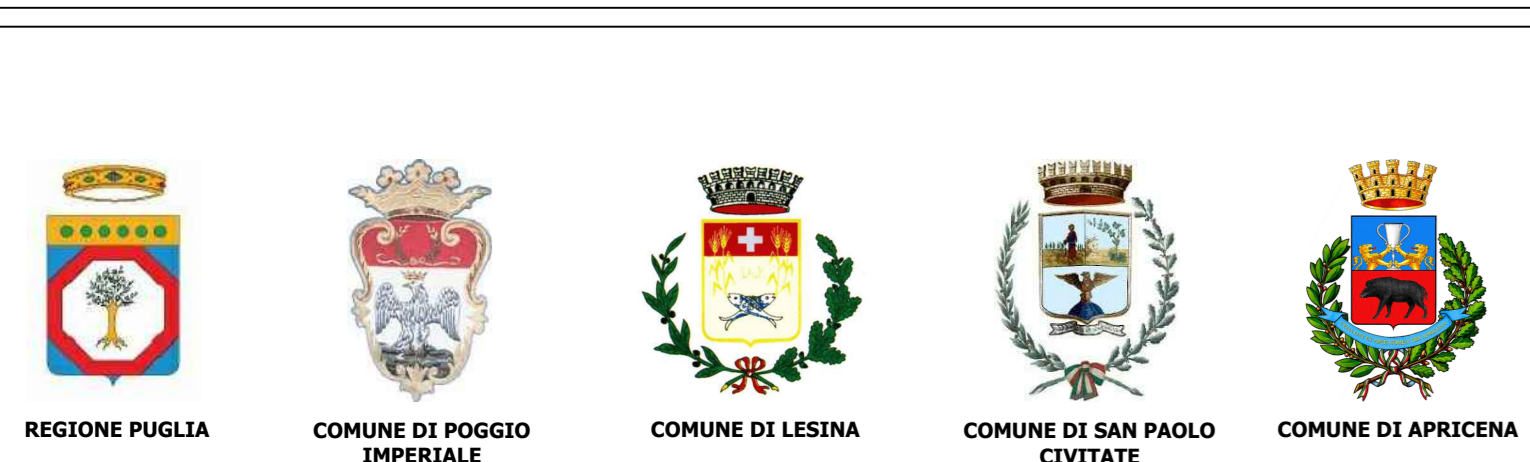 REGIONE PUGLIA
COMUNE DI POGGIO
IMPERIALE
COMUNE DI LESINA
COMUNE DI SAN PAOLO
CIVITATE
COMUNE DI APRICENA